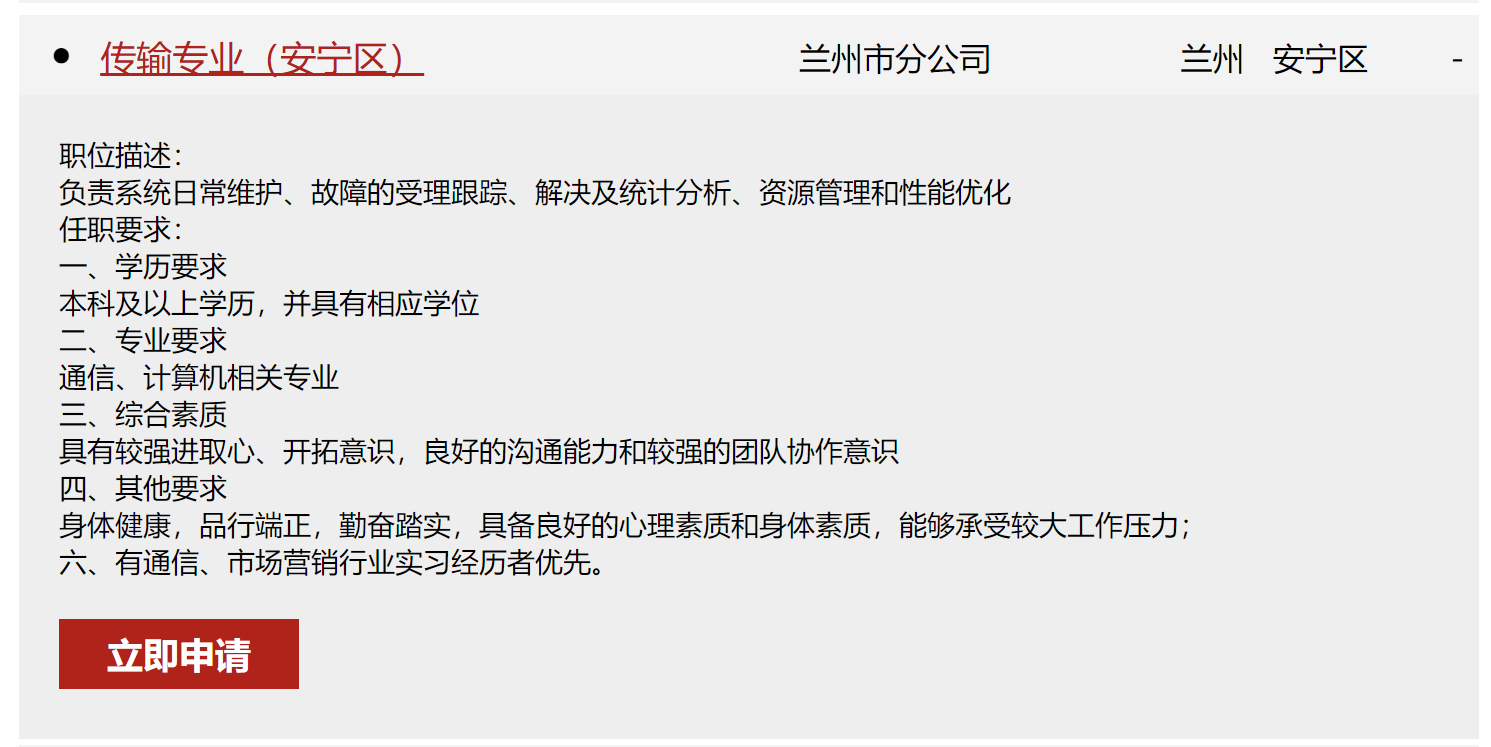 ● 传输专业（安宁区） 兰州市分公司 兰州 安宁区 -
职位描述：
负责系统日常维护、故障的受理跟踪、解决及统计分析、资源管理和性能优化
任职要求：
一、学历要求
本科及以上学历，并具有相应学位
二、专业要求
通信、计算机相关专业
三、综合素质
具有较强进取心、开拓意识，良好的沟通能力和较强的团队协作意识
四、其他要求
身体健康，品行端正，勤奋踏实，具备良好的心理素质和身体素质，能够承受较大工作压力；
六、有通信、市场营销行业实习经历者优先。
立即申请